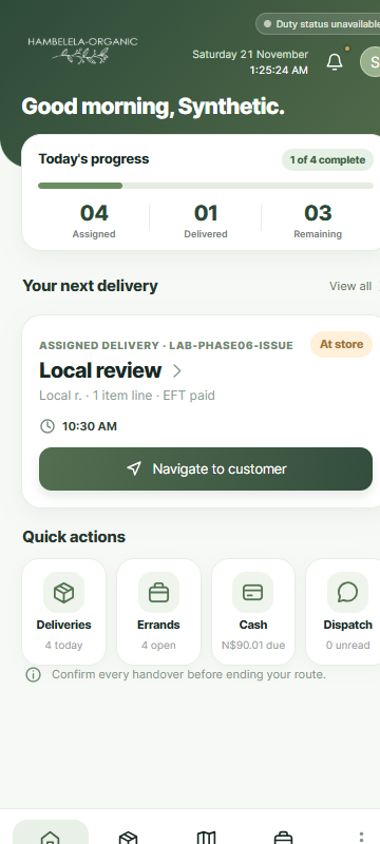 Duty status unavailable
HAMBELELA-ORGANIC
Saturday 21 November
1:25:24 AM
S
Good morning, Synthetic.
Today's progress
1 of 4 complete
04 01 03
Assigned Delivered Remaining
Your next delivery
View all
ASSIGNED DELIVERY · LAB-PHASE06-ISSUE
At store
Local review
Local r. · 1 item line · EFT paid
10:30 AM
Navigate to customer
Quick actions
Deliveries Errands Cash Dispatch
4 today 4 open N$90.01 due 0 unread
Confirm every handover before ending your route.